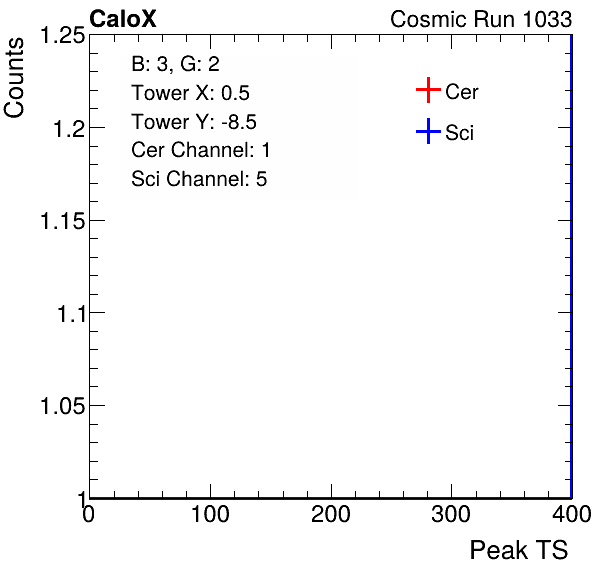 CaloX
Cosmic Run 1033
Counts
1.25
1.2
1.15
1.1
1.05
1
B: 3, G: 2
Tower X: 0.5
Tower Y: -8.5
Cer Channel: 1
Sci Channel: 5
Cer
Sci
0
100
200
300
400
Peak TS